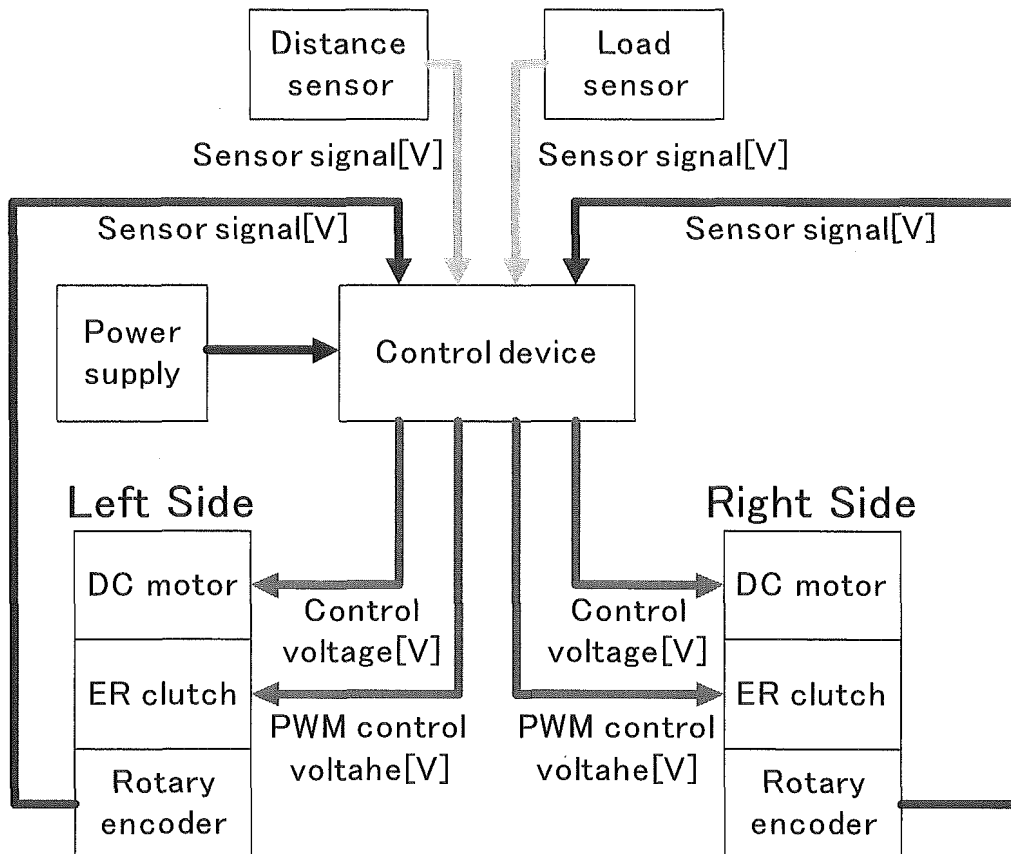 Distance
sensor
Load
sensor
Sensor signal[V]
Sensor signal[V]
Sensor signal[V]
Sensor signal[V]
Power
supply
Control device
Left Side
Right Side
DC motor
Control
voltage[V]
Control
voltage[V]
DC motor
ER clutch
PWM control
voltahe[V]
PWM control
voltahe[V]
ER clutch
Rotary
encoder
Rotary
encoder